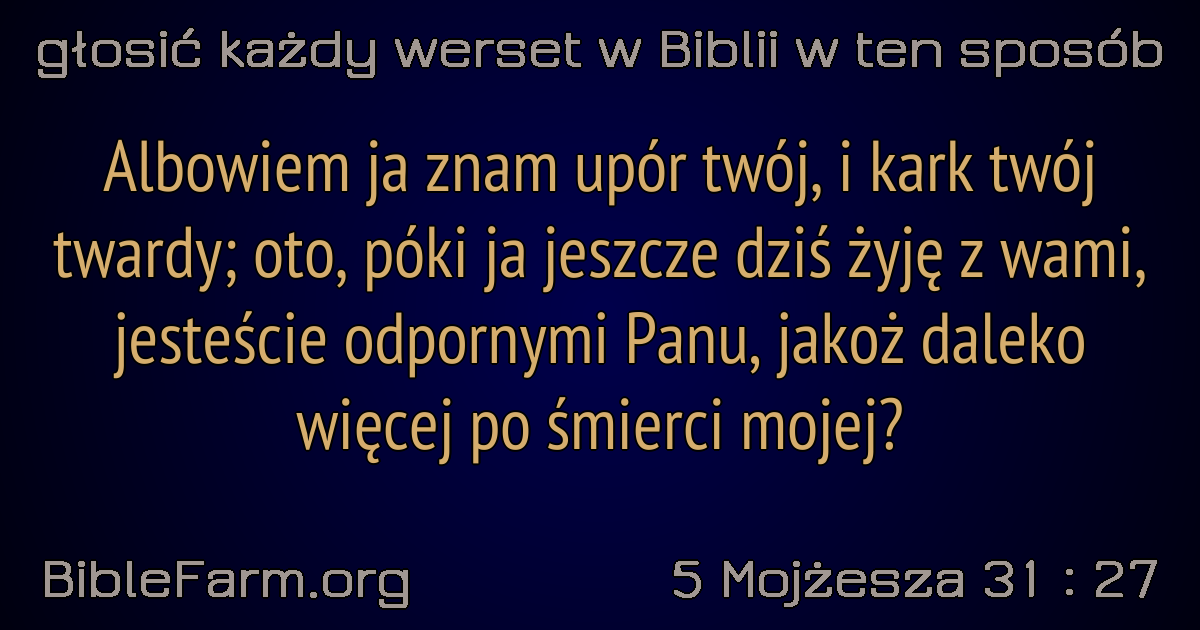 głosić każdy werset w Biblii w ten sposób
Albowiem ja znam upór twój, i kark twój
twardy; oto, póki ja jeszcze dziś żyję z wami,
jesteście odpornymi Panu, jakoż daleko
więcej po śmierci mojej?
BibleFarm.org
5 Mojżesza 31 : 27